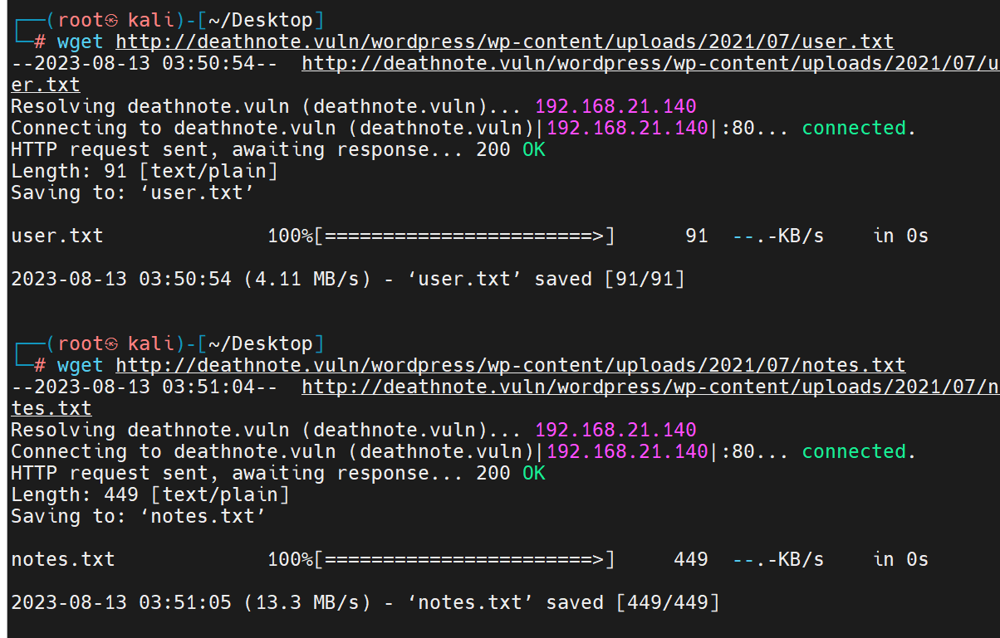 ┌──(root㉿ kali)-[~/Desktop]
└─# wget http://deathnote.vuln/wordpress/wp-content/uploads/2021/07/user.txt
--2023-08-13 03:50:54--  http://deathnote.vuln/wordpress/wp-content/uploads/2021/07/u
er.txt
Resolving deathnote.vuln (deathnote.vuln)... 192.168.21.140
Connecting to deathnote.vuln (deathnote.vuln)|192.168.21.140|:80... connected.
HTTP request sent, awaiting response... 200 OK
Length: 91 [text/plain]
Saving to: ‘user.txt’
user.txt              100%[=======================>]      91  --.-KB/s    in 0s
2023-08-13 03:50:54 (4.11 MB/s) - ‘user.txt’ saved [91/91]
┌──(root㉿ kali)-[~/Desktop]
└─# wget http://deathnote.vuln/wordpress/wp-content/uploads/2021/07/notes.txt
--2023-08-13 03:51:04--  http://deathnote.vuln/wordpress/wp-content/uploads/2021/07/n
tes.txt
Resolving deathnote.vuln (deathnote.vuln)... 192.168.21.140
Connecting to deathnote.vuln (deathnote.vuln)|192.168.21.140|:80... connected.
HTTP request sent, awaiting response... 200 OK
Length: 449 [text/plain]
Saving to: ‘notes.txt’
notes.txt             100%[=======================>]     449  --.-KB/s    in 0s
2023-08-13 03:51:05 (13.3 MB/s) - ‘notes.txt’ saved [449/449]